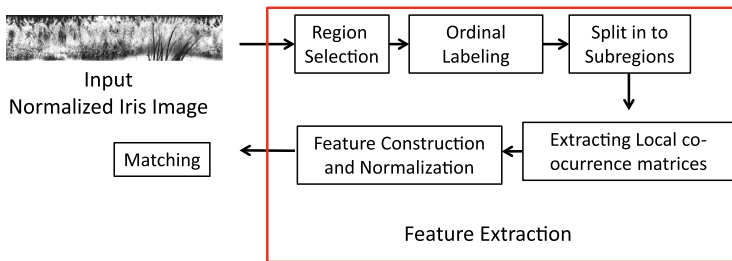 Input
Normalized Iris Image
Region
Selection
Ordinal
Labeling
Split in to
Subregions
Extracting Local co-
ocurrence matrices
Feature Construction
and Normalization
Matching
Feature Extraction